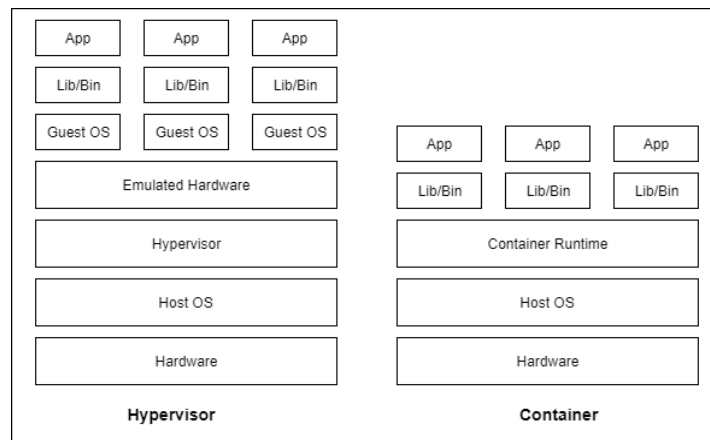 App App App
Lib/Bin Lib/Bin Lib/Bin
Guest OS Guest OS Guest OS
Emulated Hardware
Hypervisor
Host OS
Hardware
Hypervisor
App App App
Lib/Bin Lib/Bin Lib/Bin
Container Runtime
Host OS
Hardware
Container